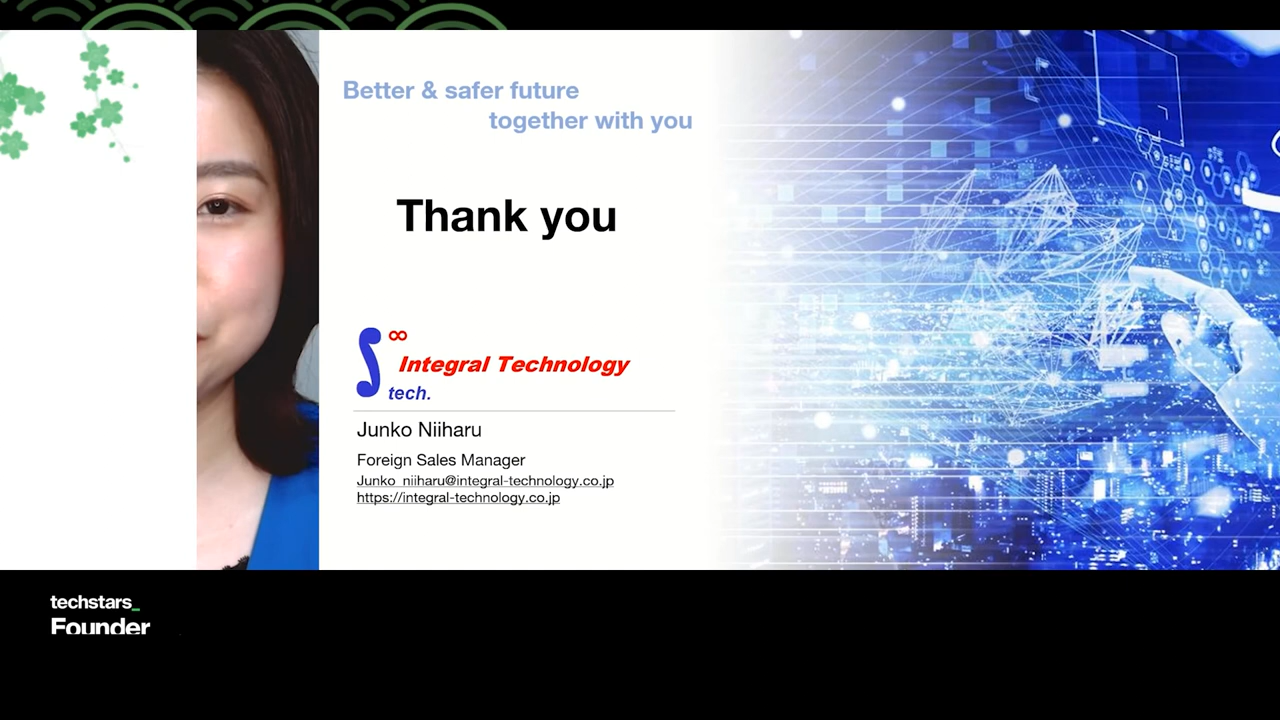 Better & safer future
together with you
Thank you
∫ ∞
Integral Technology
tech.
Junko Niiharu
Foreign Sales Manager
Junko_niiharu@integral-technology.co.jp
https://integral-technology.co.jp
techstars_
Founder